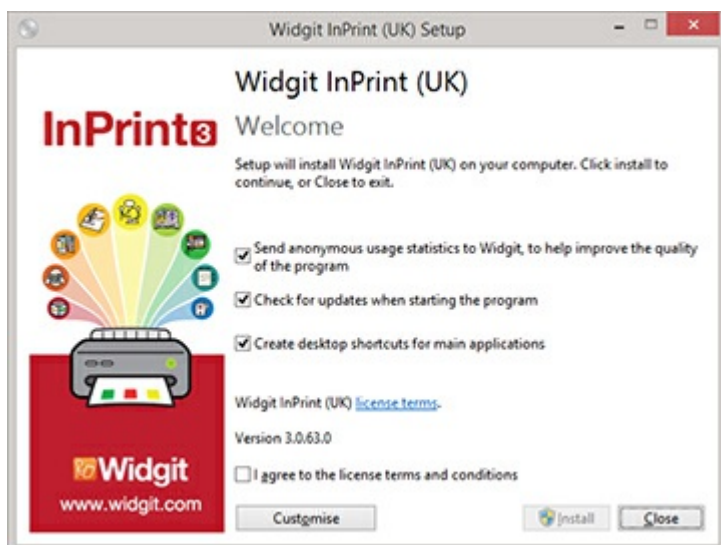 Widgit InPrint (UK) Setup
Widgit InPrint (UK)
InPrint3
Welcome
Setup will install Widgit InPrint (UK) on your computer. Click install to
continue, or Close to exit.
Send anonymous usage statistics to Widgit, to help improve the quality
of the program
Check for updates when starting the program
Create desktop shortcuts for main applications
Widgit InPrint (UK) license terms.
Version 3.0.63.0
I agree to the license terms and conditions
Widgit
www.widgit.com
Customise
Install
Close